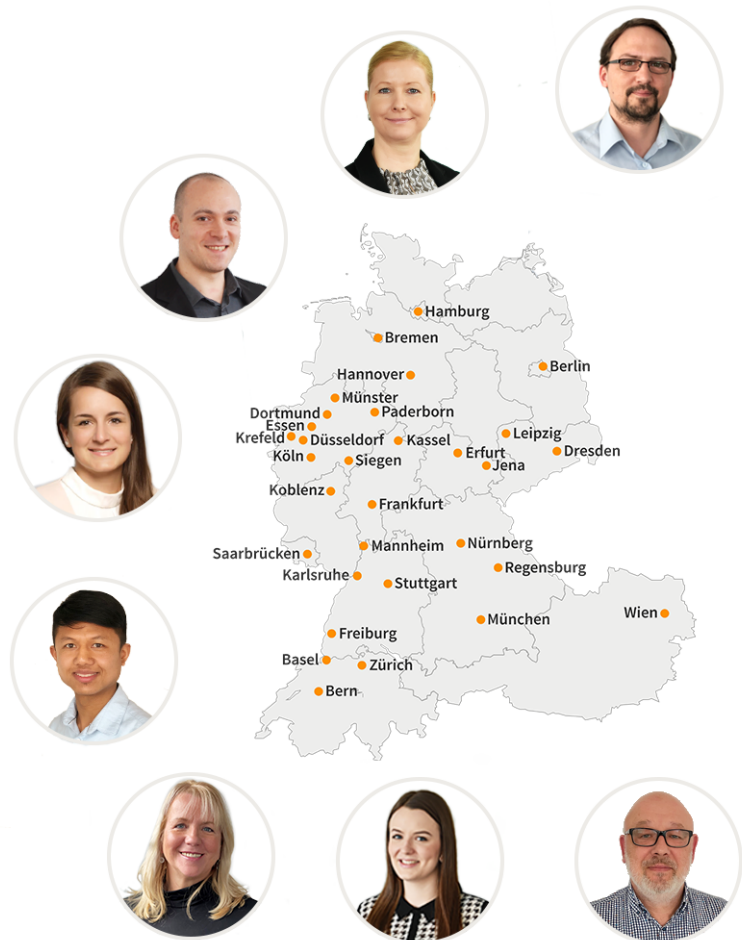 Hamburg
Bremen
Berlin
Hannover
Münster
Dortmund
Paderborn
Essen
Krefeld
Düsseldorf
Kassel
Leipzig
Köln
Siegen
Erfurt
Dresden
Jena
Koblenz
Frankfurt
Nürnberg
Mannheim
Saarbrücken
Regensburg
Karlsruhe
Stuttgart
Wien
München
Freiburg
Basel
Zürich
Bern